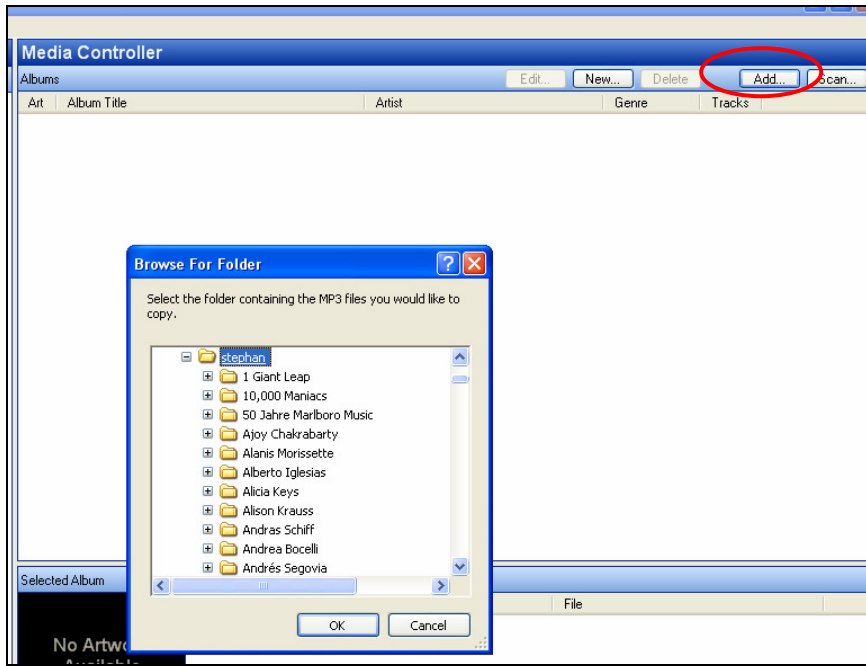 Media Controller
Albums Edit... New... Delete Add... Scan...
Art Album Title Artist Genre Tracks
Browse For Folder
Select the folder containing the MP3 files you would like to
copy.
stephan
1 Giant Leap
10,000 Maniacs
50 Jahre Marlboro Music
Ajoy Chakrabarty
Alanis Morissette
Alberto Iglesias
Alicia Keys
Alison Krauss
Andras Schiff
Andrea Bocelli
Andrés Segovia
OK Cancel
Selected Album
File
No Artw
Available